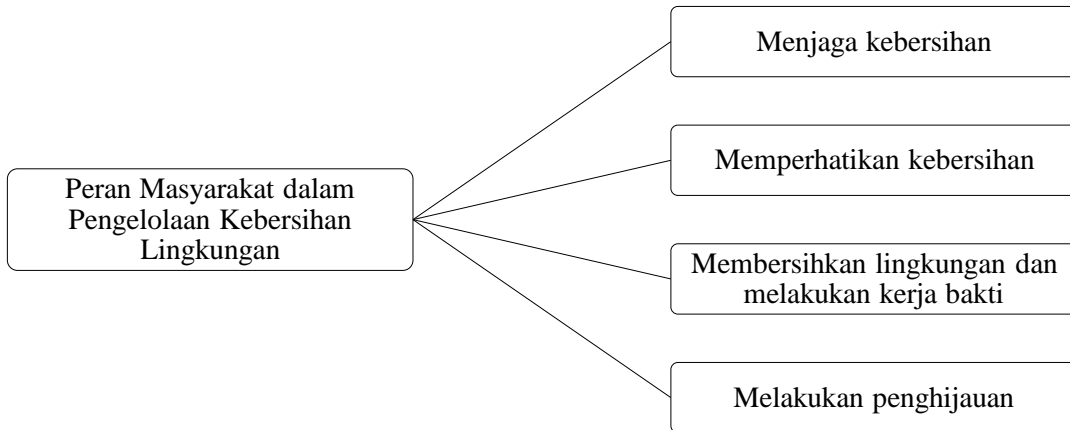 Menjaga kebersihan
Memperhatikan kebersihan
Peran Masyarakat dalam
Pengelolaan Kebersihan
Lingkungan
Membersihkan lingkungan dan
melakukan kerja bakti
Melakukan penghijauan